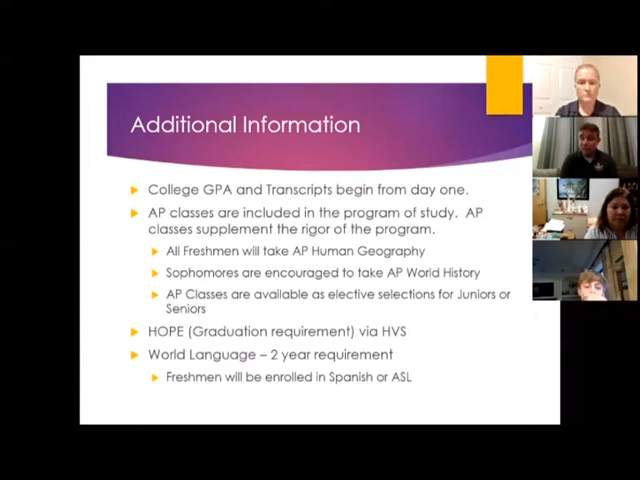 Additional Information
College GPA and Transcripts begin from day one.
AP classes are included in the program of study. AP
classes supplement the rigor of the program.
All Freshmen will take AP Human Geography
Sophomores are encouraged to take AP World History
AP Classes are available as elective selections for Juniors or
Seniors
HOPE (Graduation requirement) via HVS
World Language – 2 year requirement
Freshmen will be enrolled in Spanish or ASL